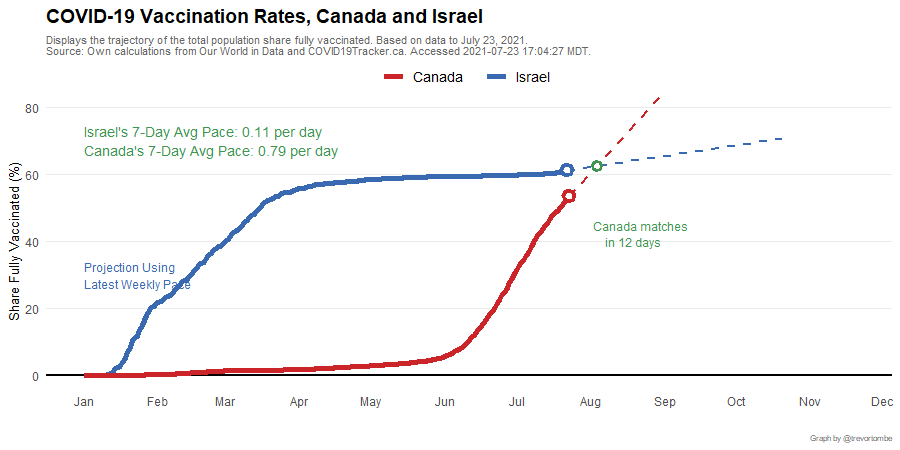 COVID-19 Vaccination Rates, Canada and Israel
Displays the trajectory of the total population share fully vaccinated. Based on data to July 23, 2021.
Source: Own calculations from Our World in Data and COVID19Tracker.ca. Accessed 2021-07-23 17:04:27 MDT.
Canada Israel
Share Fully Vaccinated (%)
80
60
40
20
0
Israel's 7-Day Avg Pace: 0.11 per day
Canada's 7-Day Avg Pace: 0.79 per day
Canada matches
in 12 days
Projection Using
Latest Weekly Pace
Jan Feb Mar Apr May Jun Jul Aug Sep Oct Nov Dec
Graph by @trevortombe